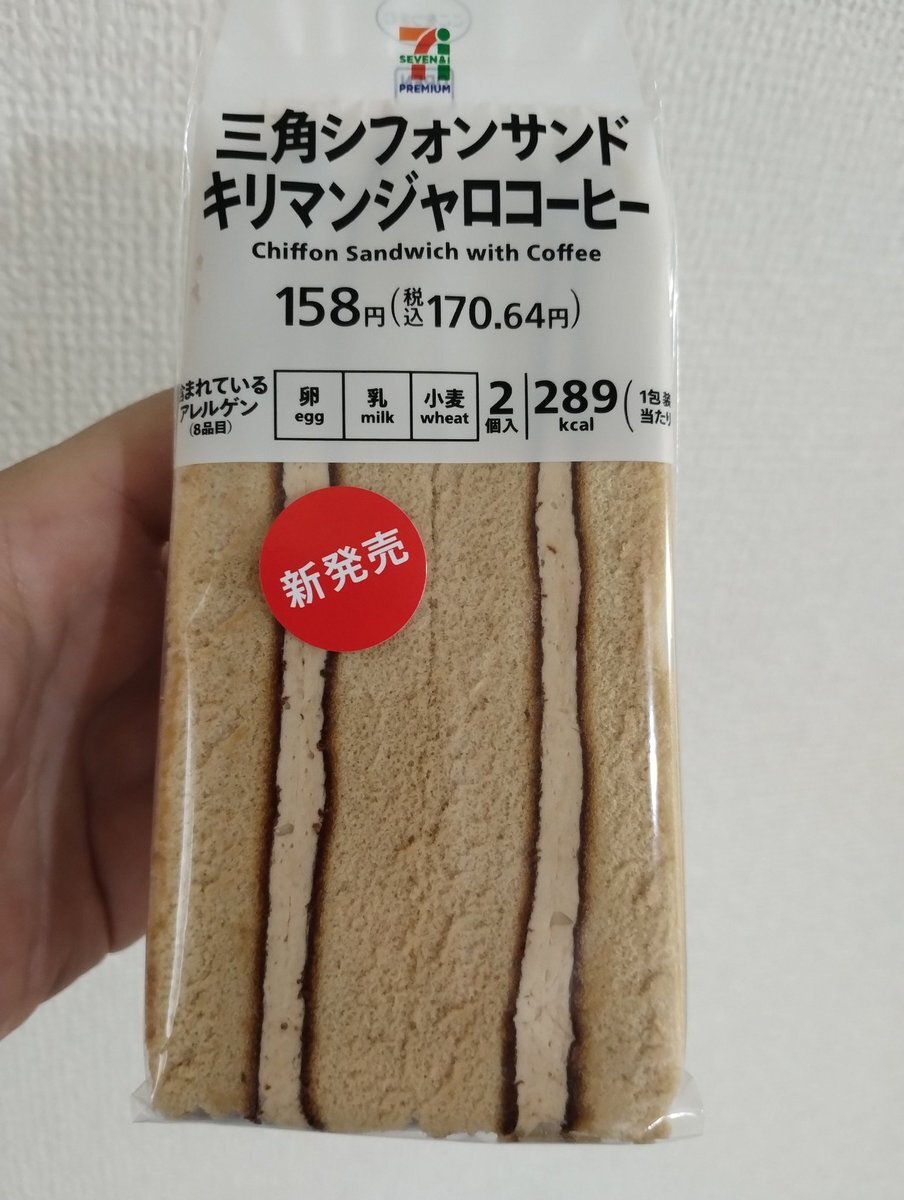 SEVEN&i
PREMIUM
三角シフォンサンド
キリマンジャロコーヒー
Chiffon Sandwich with Coffee
158円(税込170.64円)
含まれている
アレルゲン
(8品目)
卵
egg
乳
milk
小麦
wheat
2
個入
289
kcal
(1包装
当たり
新発売